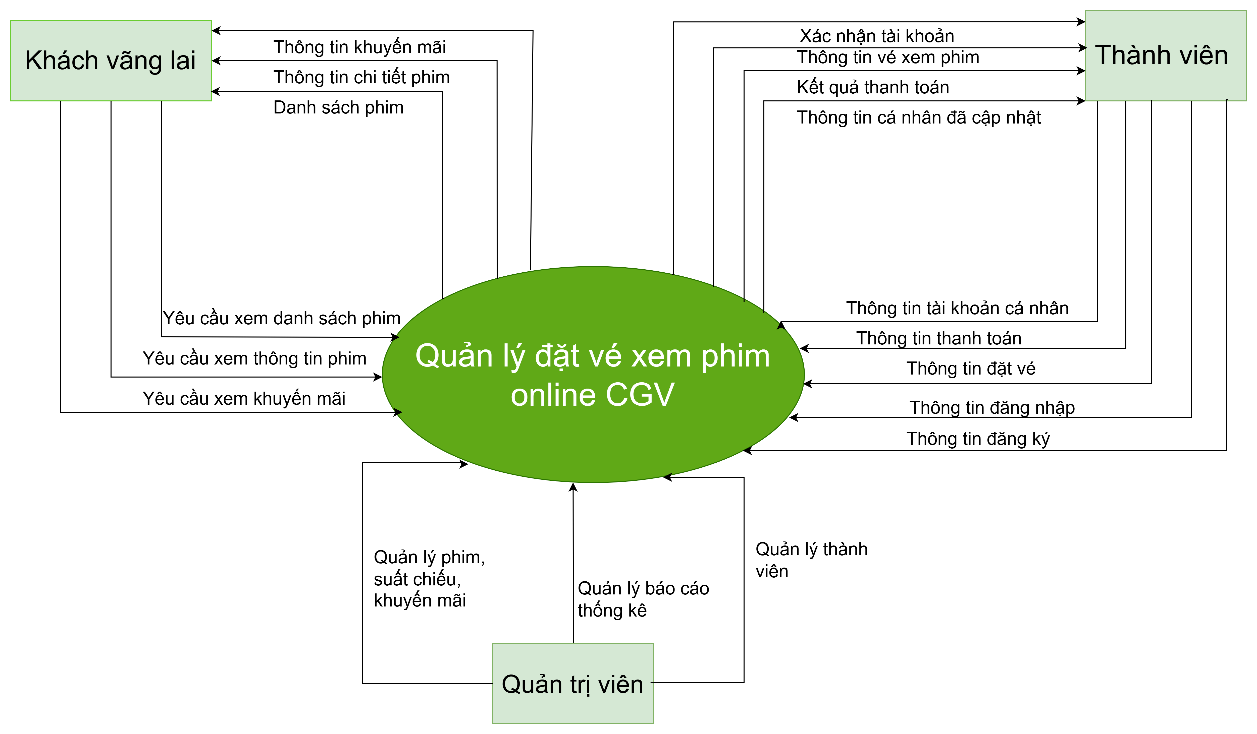 Khách vãng lai
Thông tin khuyến mãi
Thông tin chi tiết phim
Danh sách phim
Xác nhận tài khoản
Thông tin vé xem phim
Kết quả thanh toán
Thông tin cá nhân đã cập nhật
Thành viên
Yêu cầu xem danh sách phim
Yêu cầu xem thông tin phim
Yêu cầu xem khuyến mãi
Quản lý đặt vé xem phim
online CGV
Thông tin tài khoản cá nhân
Thông tin thanh toán
Thông tin đặt vé
Thông tin đăng nhập
Thông tin đăng ký
Quản lý phim,
suất chiếu,
khuyến mãi
Quản lý báo cáo
thống kê
Quản lý thành
viên
Quản trị viên